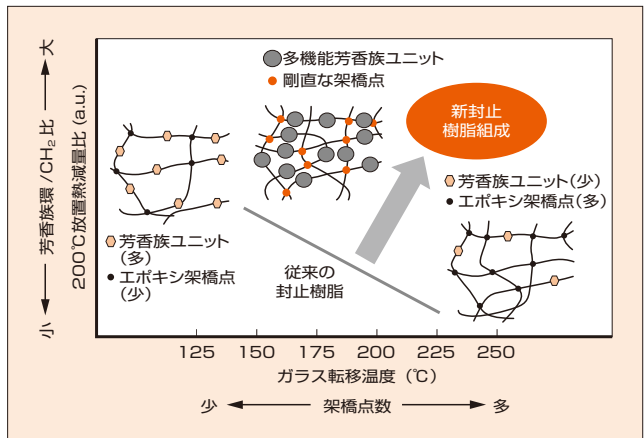 大
芳香族環/CH₂比
小
200℃放置熱減量比 (a.u.)
多機能芳香族ユニット
剛直な架橋点
新封止
樹脂組成
芳香族ユニット(少)
エポキシ架橋点(多)
芳香族ユニット
(多)
エポキシ架橋点
(少)
従来の
封止樹脂
125 150 175 200 225 250
ガラス転移温度 (℃)
少 架橋点数 多